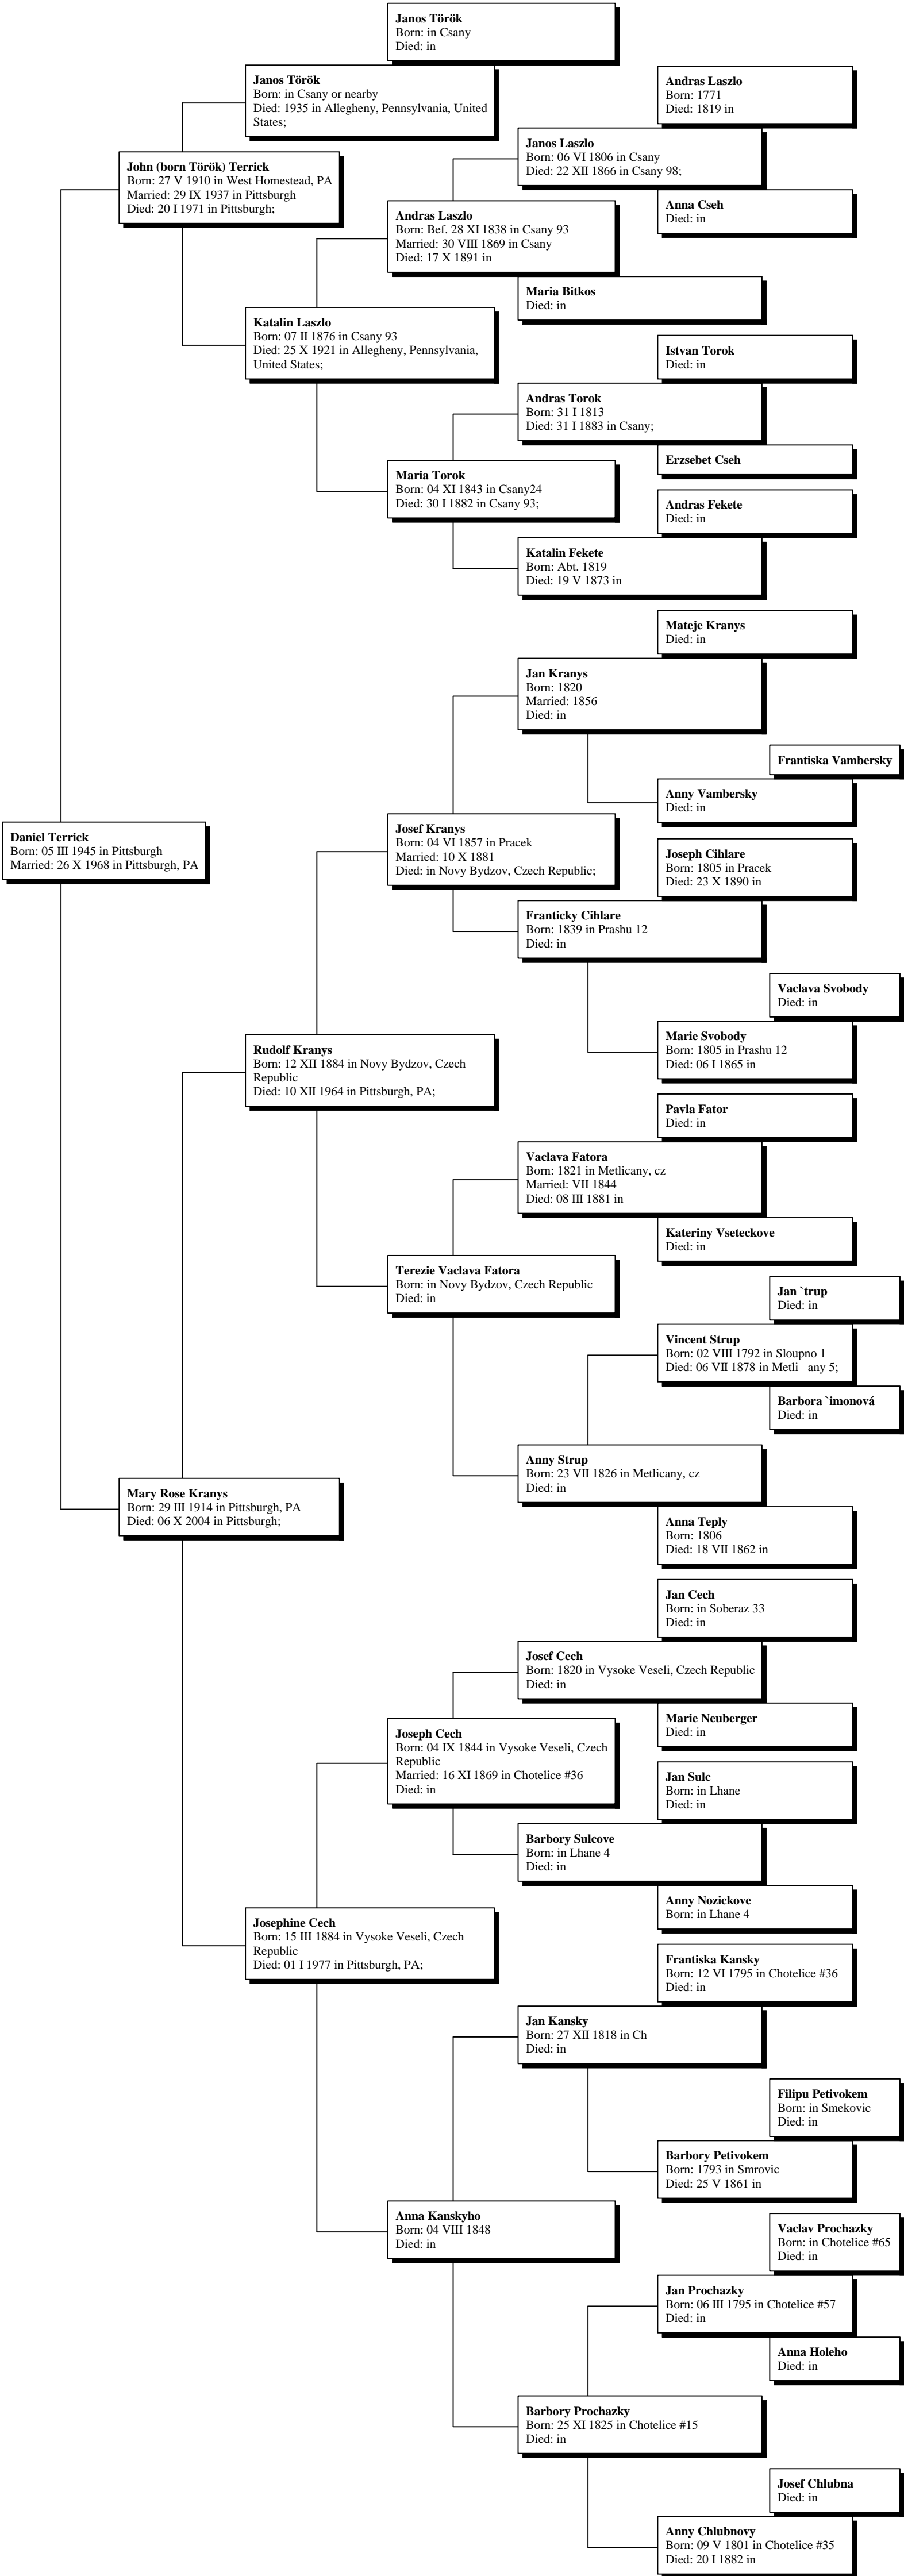 Janos Török
Born: in Csany
Died: in
Janos Török
Born: in Csany or nearby
Died: 1935 in Allegheny, Pennsylvania, United
States;
Andras Laszlo
Born: 1771
Died: 1819 in
Janos Laszlo
Born: 06 VI 1806 in Csany
Died: 22 XII 1866 in Csany 98;
John (born Török) Terrick
Born: 27 V 1910 in West Homestead, PA
Married: 29 IX 1937 in Pittsburgh
Died: 20 I 1971 in Pittsburgh;
Anna Cseh
Died: in
Andras Laszlo
Born: Bef. 28 XI 1838 in Csany 93
Married: 30 VIII 1869 in Csany
Died: 17 X 1891 in
Maria Bitkos
Died: in
Katalin Laszlo
Born: 07 II 1876 in Csany 93
Died: 25 X 1921 in Allegheny, Pennsylvania,
United States;
Istvan Torok
Died: in
Andras Torok
Born: 31 I 1813
Died: 31 I 1883 in Csany;
Erzsebet Cseh
Maria Torok
Born: 04 XI 1843 in Csany24
Died: 30 I 1882 in Csany 93;
Andras Fekete
Died: in
Katalin Fekete
Born: Abt. 1819
Died: 19 V 1873 in
Mateje Kranys
Died: in
Jan Kranys
Born: 1820
Married: 1856
Died: in
Frantiska Vambersky
Anny Vambersky
Died: in
Josef Kranys
Born: 04 VI 1857 in Pracek
Married: 10 X 1881
Died: in Novy Bydzov, Czech Republic;
Daniel Terrick
Born: 05 III 1945 in Pittsburgh
Married: 26 X 1968 in Pittsburgh, PA
Joseph Cihlare
Born: 1805 in Pracek
Died: 23 X 1890 in
Franticky Cihlare
Born: 1839 in Prashu 12
Died: in
Vaclava Svobody
Died: in
Marie Svobody
Born: 1805 in Prashu 12
Died: 06 I 1865 in
Rudolf Kranys
Born: 12 XII 1884 in Novy Bydzov, Czech
Republic
Died: 10 XII 1964 in Pittsburgh, PA;
Pavla Fator
Died: in
Vaclava Fatora
Born: 1821 in Metlicany, cz
Married: VII 1844
Died: 08 III 1881 in
Kateriny Vseteckove
Died: in
Terezie Vaclava Fatora
Born: in Novy Bydzov, Czech Republic
Died: in
Jan `trup
Died: in
Vincent Strup
Born: 02 VIII 1792 in Sloupno 1
Died: 06 VII 1878 in Metli any 5;
Barbora `imonová
Died: in
Anny Strup
Born: 23 VII 1826 in Metlicany, cz
Died: in
Mary Rose Kranys
Born: 29 III 1914 in Pittsburgh, PA
Died: 06 X 2004 in Pittsburgh;
Anna Teply
Born: 1806
Died: 18 VII 1862 in
Jan Cech
Born: in Soberaz 33
Died: in
Josef Cech
Born: 1820 in Vysoke Veseli, Czech Republic
Died: in
Marie Neuberger
Died: in
Joseph Cech
Born: 04 IX 1844 in Vysoke Veseli, Czech
Republic
Married: 16 XI 1869 in Chotelice #36
Died: in
Jan Sulc
Born: in Lhane
Died: in
Barbory Sulcove
Born: in Lhane 4
Died: in
Anny Nozickove
Born: in Lhane 4
Josephine Cech
Born: 15 III 1884 in Vysoke Veseli, Czech
Republic
Died: 01 I 1977 in Pittsburgh, PA;
Frantiska Kansky
Born: 12 VI 1795 in Chotelice #36
Died: in
Jan Kansky
Born: 27 XII 1818 in Ch
Died: in
Filipu Petivokem
Born: in Smekovic
Died: in
Barbory Petivokem
Born: 1793 in Smrovic
Died: 25 V 1861 in
Anna Kanskyho
Born: 04 VIII 1848
Died: in
Vaclav Prochazky
Born: in Chotelice #65
Died: in
Jan Prochazky
Born: 06 III 1795 in Chotelice #57
Died: in
Anna Holeho
Died: in
Barbory Prochazky
Born: 25 XI 1825 in Chotelice #15
Died: in
Josef Chlubna
Died: in
Anny Chlubnovy
Born: 09 V 1801 in Chotelice #35
Died: 20 I 1882 in